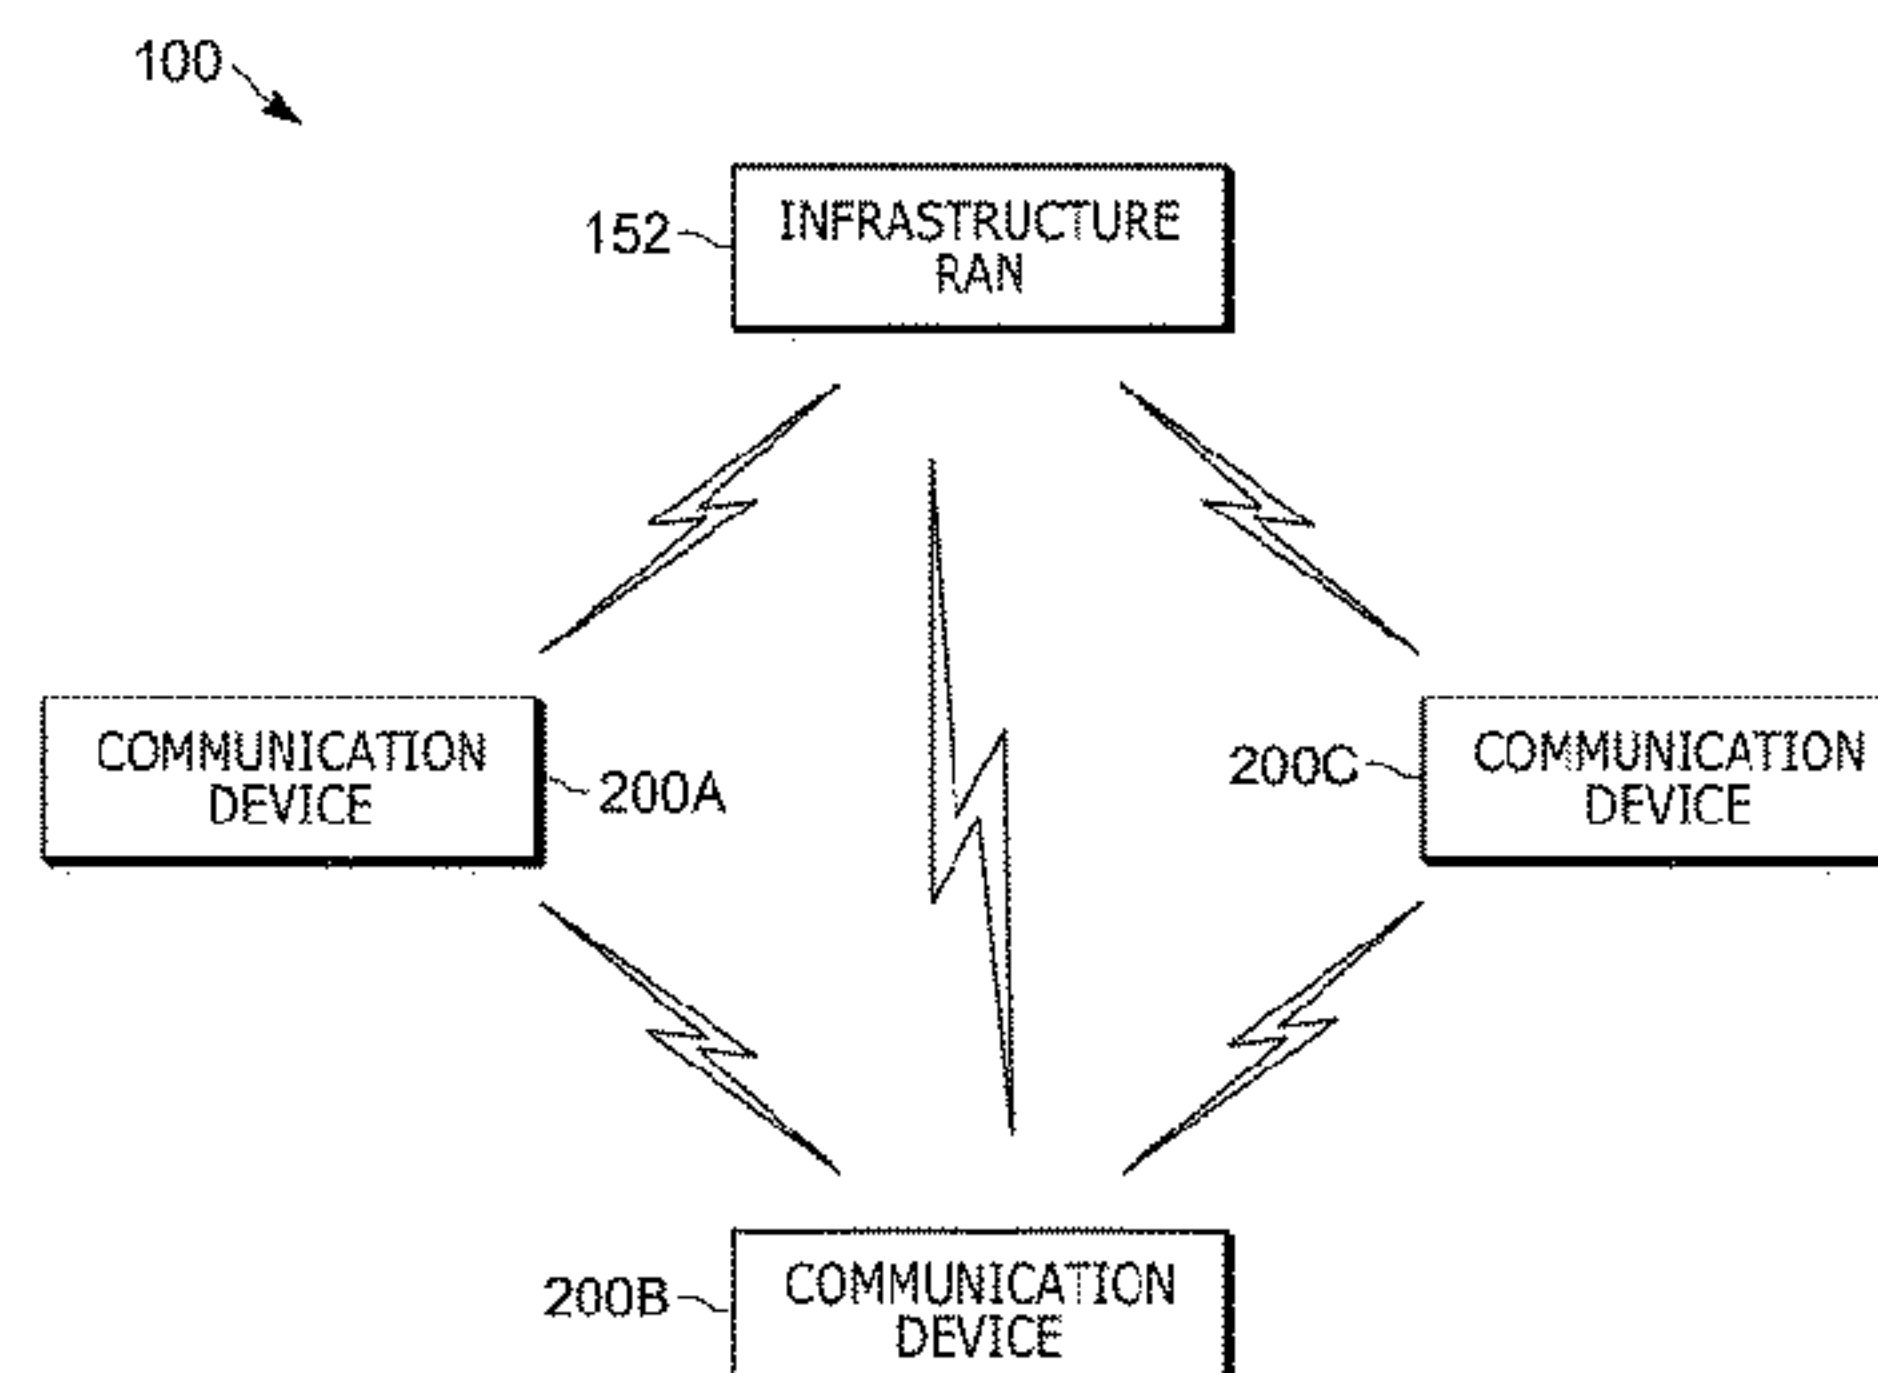 100
INFRASTRUCTURE
RAN
152
COMMUNICATION
DEVICE
200A
200C
COMMUNICATION
DEVICE
200B
COMMUNICATION
DEVICE